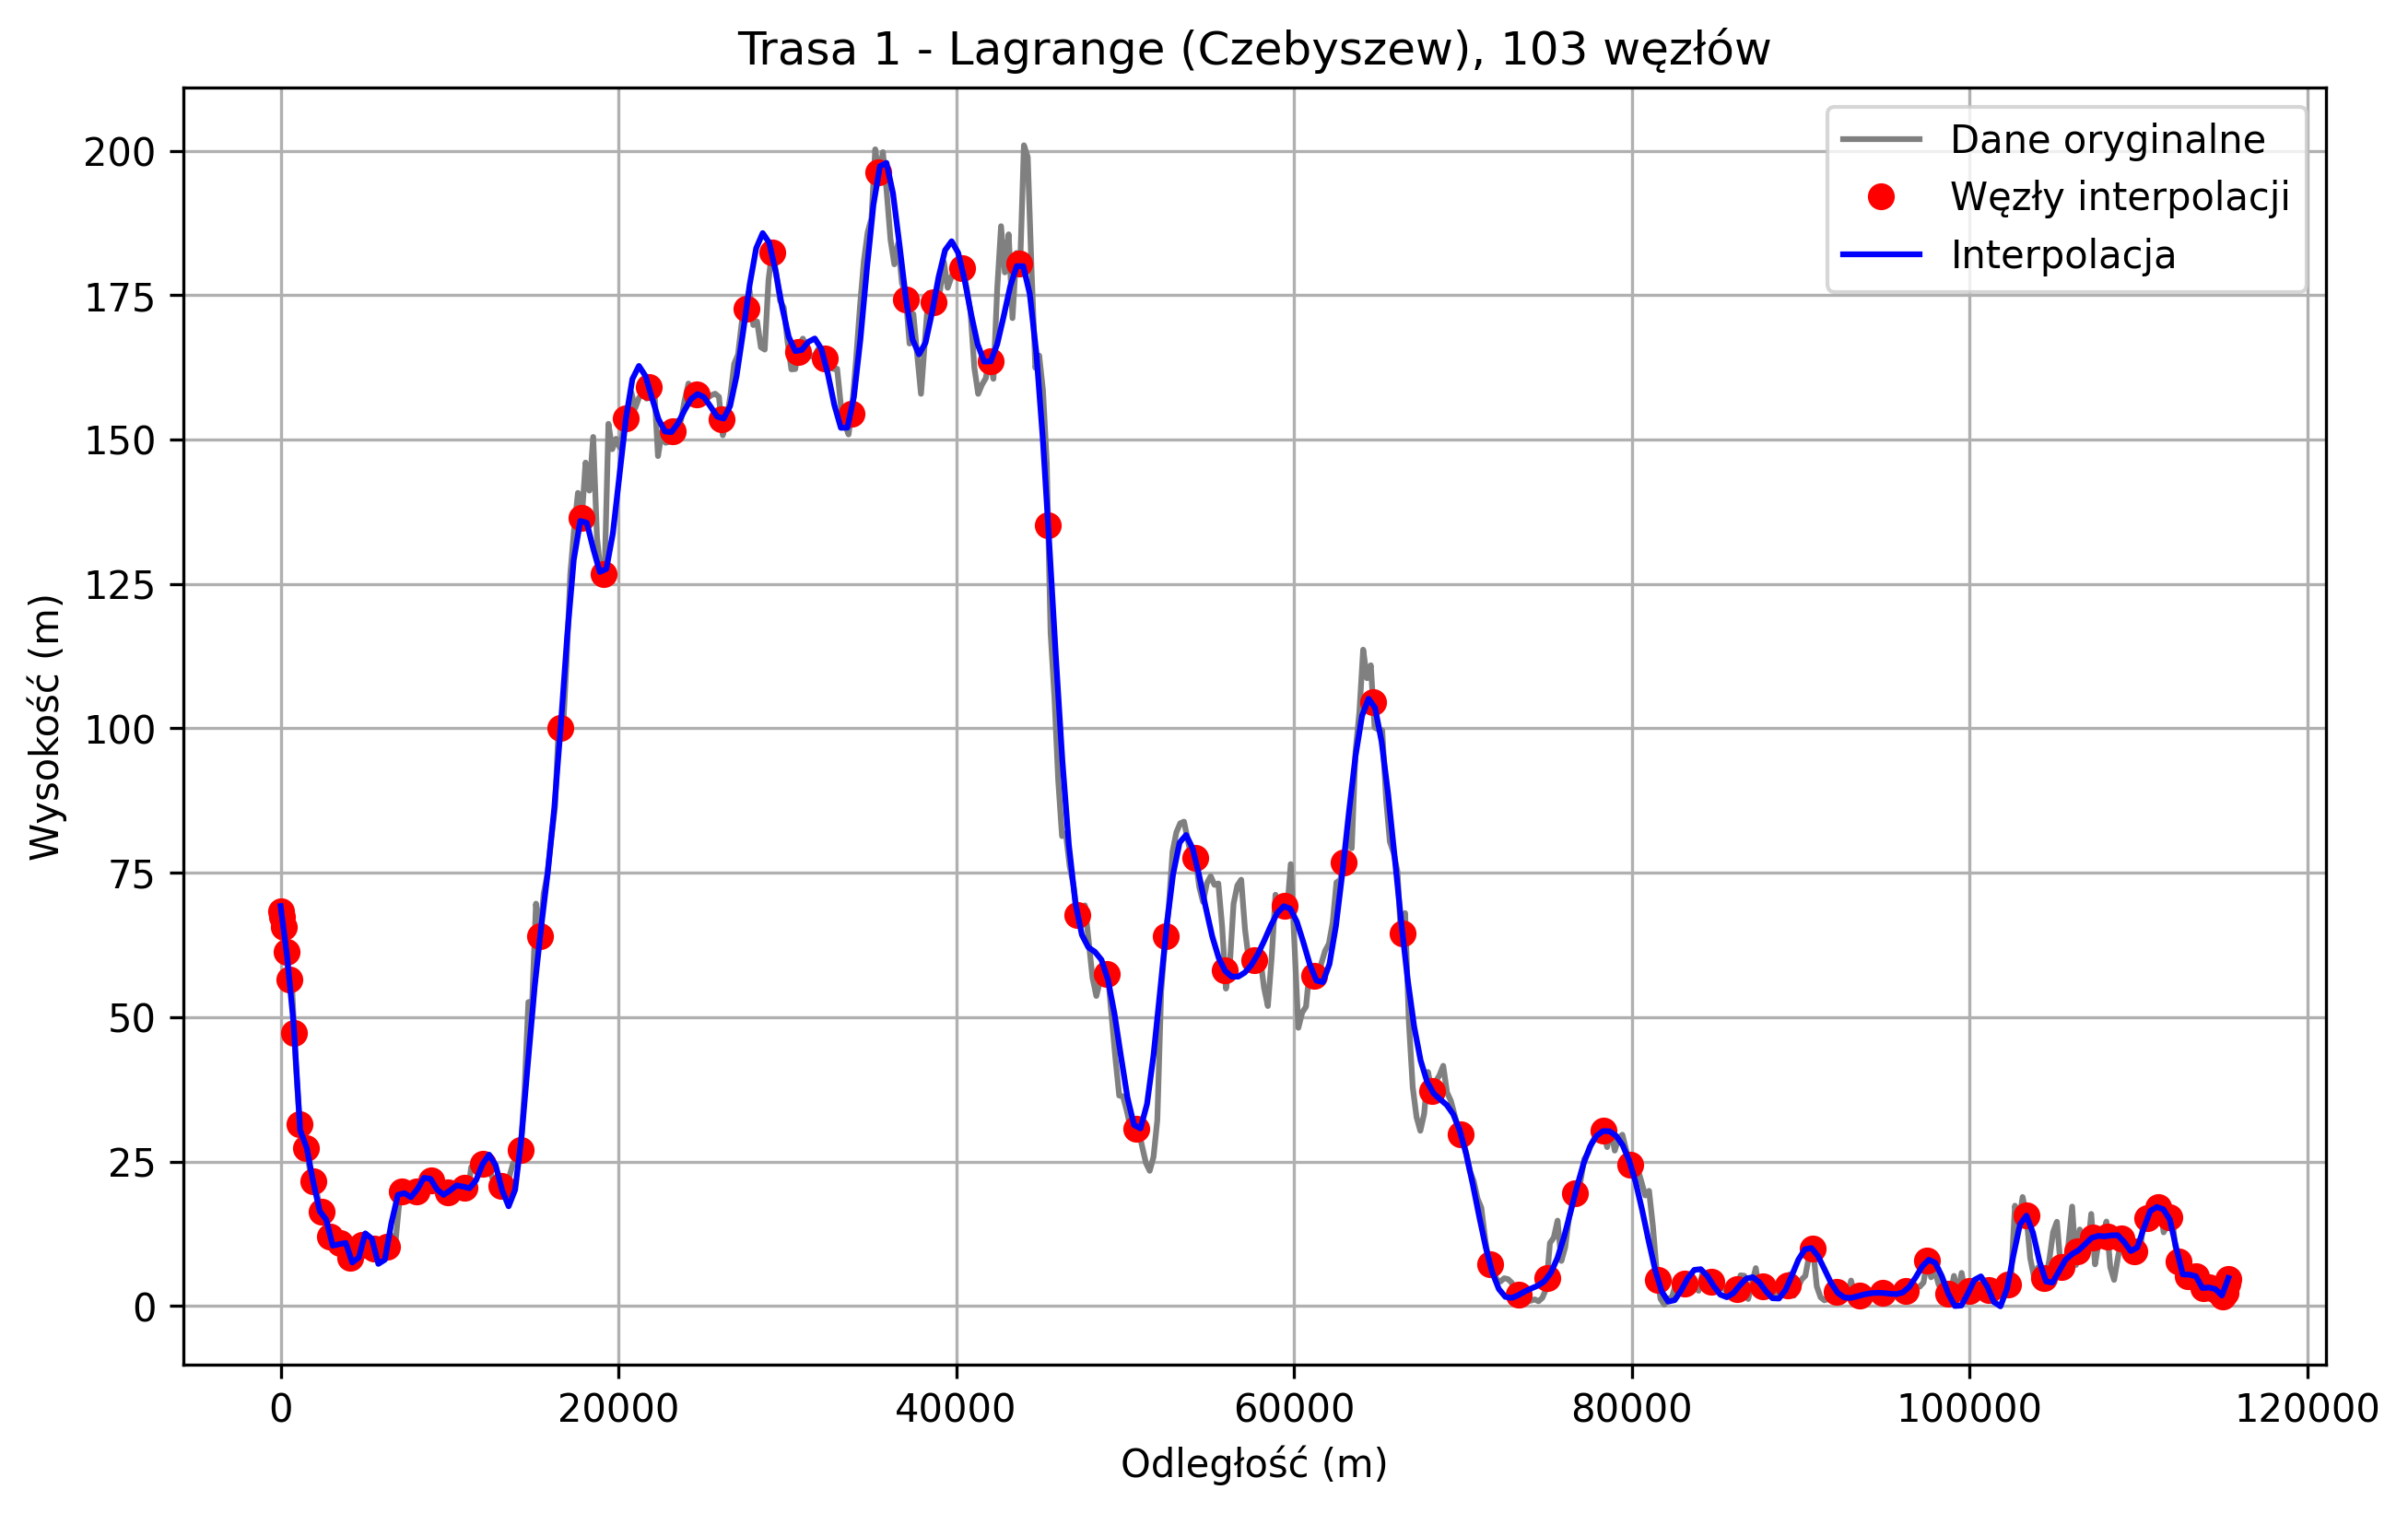 Trasa 1 - Lagrange (Czebyszew), 103 węzłów
Dane oryginalne
Węzły interpolacji
Interpolacja
Wysokość (m)
200
175
150
125
100
75
50
25
0
0 20000 40000 60000 80000 100000 120000
Odległość (m)